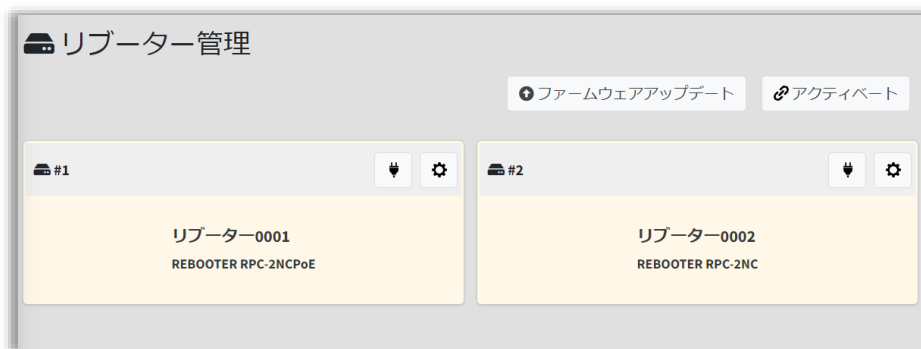 リブーター管理
ファームウェアアップデート
アクティベート
#1
#2
リブーター0001
REBOOTER RPC-2NCPoE
リブーター0002
REBOOTER RPC-2NC